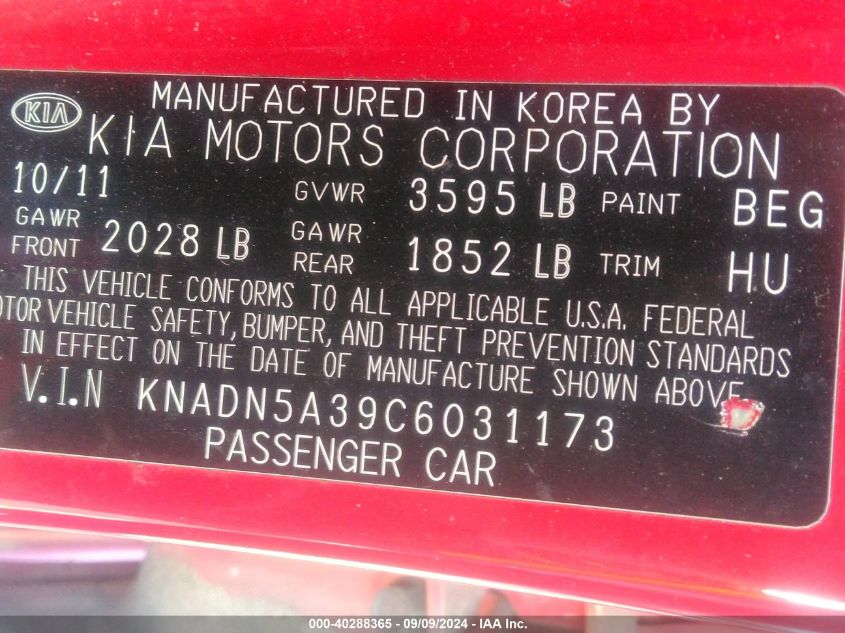 KIA
MANUFACTURED IN KOREA BY
KIA MOTORS CORPORATION
10/11 GVWR 3595 LB PAINT BEG
GAWR FRONT 2028 LB GAWR REAR 1852 LB TRIM HU
THIS VEHICLE CONFORMS TO ALL APPLICABLE U.S.A. FEDERAL
OTOR VEHICLE SAFETY, BUMPER, AND THEFT PREVENTION STANDARDS
IN EFFECT ON THE DATE OF MANUFACTURE SHOWN ABOVE
V.I.N KNADN5A39C6031173
PASSENGER CAR
000-40288365 - 09/09/2024 - IAA Inc.